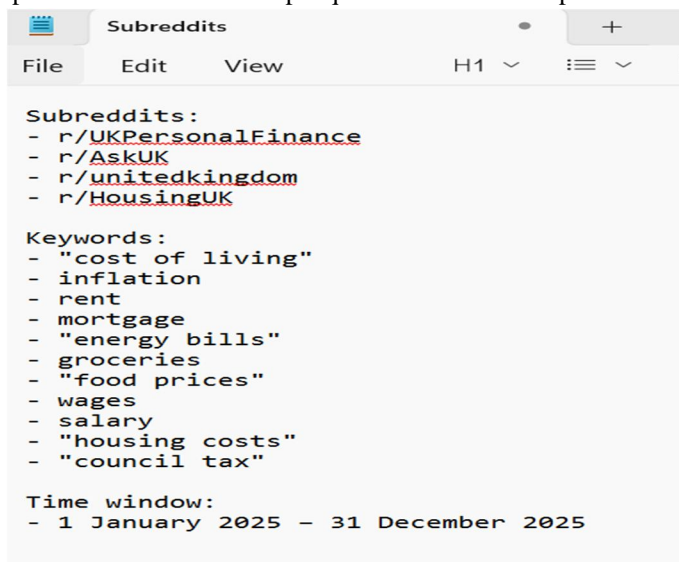 Subreddits
File Edit View H1
Subreddits:
- r/UKPersonalFinance
- r/AskUK
- r/unitedkingdom
- r/HousingUK
Keywords:
- "cost of living"
- inflation
- rent
- mortgage
- "energy bills"
- groceries
- "food prices"
- wages
- salary
- "housing costs"
- "council tax"
Time window:
- 1 January 2025 – 31 December 2025